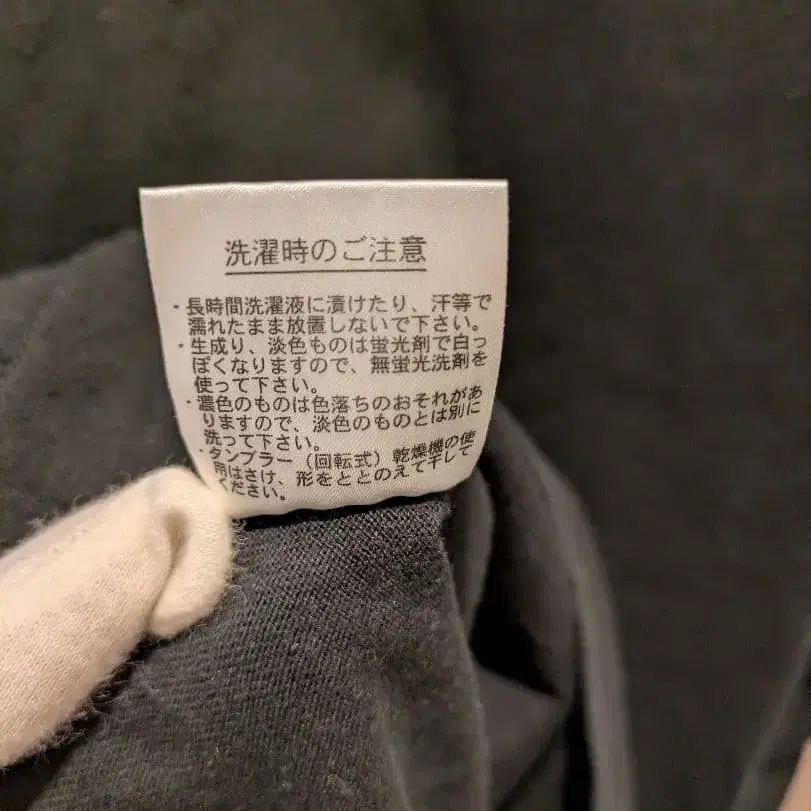 洗濯時のご注意
・長時間洗濯液に漬けたり、汗等で
濡れたまま放置しないで下さい。
・生成り、淡色ものは蛍光剤で白っ
ぽくなりますので、無蛍光洗剤を
使って下さい。
・濃色のものは色落ちのおそれがあ
りますので、淡色のものとは別に
洗って下さい。
・タンブラー（回転式）乾燥機の使
用はさけ、形をととのえて干して
ください。